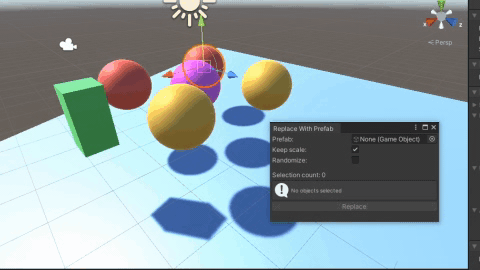 Persp
Replace With Prefab
Prefab:
None (Game Object)
Keep scale:
Randomize:
Selection count: 0
No objects selected
Replace